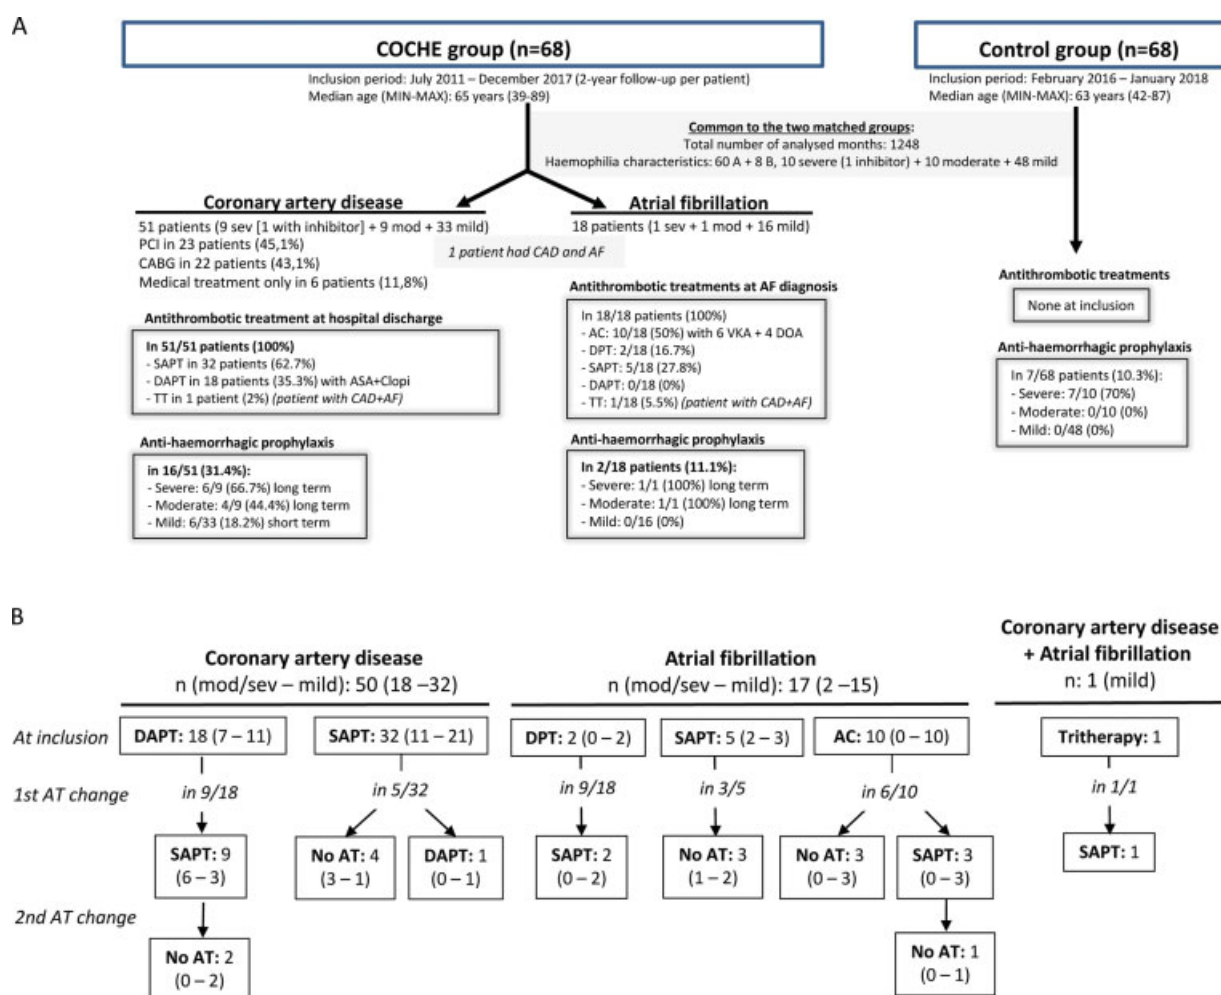 A
COCHE group (n=68)
Inclusion period: July 2011 – December 2017 (2-year follow-up per patient)
Median age (MIN-MAX): 65 years (39-89)
Control group (n=68)
Inclusion period: February 2016 – January 2018
Median age (MIN-MAX): 63 years (42-87)
Common to the two matched groups:
Total number of analysed months: 1248
Haemophilia characteristics: 60 A + 8 B, 10 severe (1 inhibitor) + 10 moderate + 48 mild
Coronary artery disease
51 patients (9 sev [1 with inhibitor] + 9 mod + 33 mild)
PCI in 23 patients (45,1%)
CABG in 22 patients (43,1%)
Medical treatment only in 6 patients (11,8%)
1 patient had CAD and AF
Atrial fibrillation
18 patients (1 sev + 1 mod + 16 mild)
Antithrombotic treatment at hospital discharge
In 51/51 patients (100%)
- SAPT in 32 patients (62.7%)
- DAPT in 18 patients (35.3%) with ASA+Clopi
- TT in 1 patient (2%) (patient with CAD+AF)
Anti-haemorrhagic prophylaxis
in 16/51 (31.4%):
- Severe: 6/9 (66.7%) long term
- Moderate: 4/9 (44.4%) long term
- Mild: 6/33 (18.2%) short term
Antithrombotic treatments at AF diagnosis
In 18/18 patients (100%)
- AC: 10/18 (50%) with 6 VKA + 4 DOA
- DPT: 2/18 (16.7%)
- SAPT: 5/18 (27.8%)
- DAPT: 0/18 (0%)
- TT: 1/18 (5.5%) (patient with CAD+AF)
Anti-haemorrhagic prophylaxis
In 2/18 patients (11.1%):
- Severe: 1/1 (100%) long term
- Moderate: 1/1 (100%) long term
- Mild: 0/16 (0%)
Antithrombotic treatments
None at inclusion
Anti-haemorrhagic prophylaxis
In 7/68 patients (10.3%):
- Severe: 7/10 (70%)
- Moderate: 0/10 (0%)
- Mild: 0/48 (0%)
B
Coronary artery disease
n (mod/sev – mild): 50 (18 –32)
Atrial fibrillation
n (mod/sev – mild): 17 (2 –15)
Coronary artery disease
+ Atrial fibrillation
n: 1 (mild)
At inclusion
DAPT: 18 (7 – 11)
SAPT: 32 (11 – 21)
DPT: 2 (0 – 2)
SAPT: 5 (2 – 3)
AC: 10 (0 – 10)
Tritherapy: 1
1st AT change
in 9/18
in 5/32
in 9/18
in 3/5
in 6/10
in 1/1
SAPT: 9
(6 – 3)
No AT: 4
(3 – 1)
DAPT: 1
(0 – 1)
SAPT: 2
(0 – 2)
No AT: 3
(1 – 2)
No AT: 3
(0 – 3)
SAPT: 3
(0 – 3)
SAPT: 1
2nd AT change
No AT: 2
(0 – 2)
No AT: 1
(0 – 1)